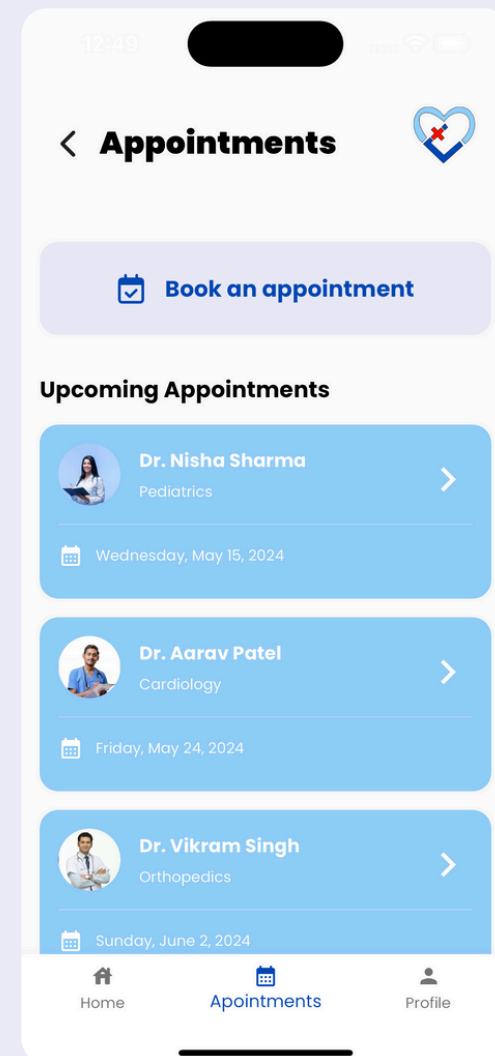 12:49
Appointments
Book an appointment
Upcoming Appointments
Dr. Nisha Sharma
Pediatrics
Wednesday, May 15, 2024
Dr. Aarav Patel
Cardiology
Friday, May 24, 2024
Dr. Vikram Singh
Orthopedics
Sunday, June 2, 2024
Home
Apointments
Profile